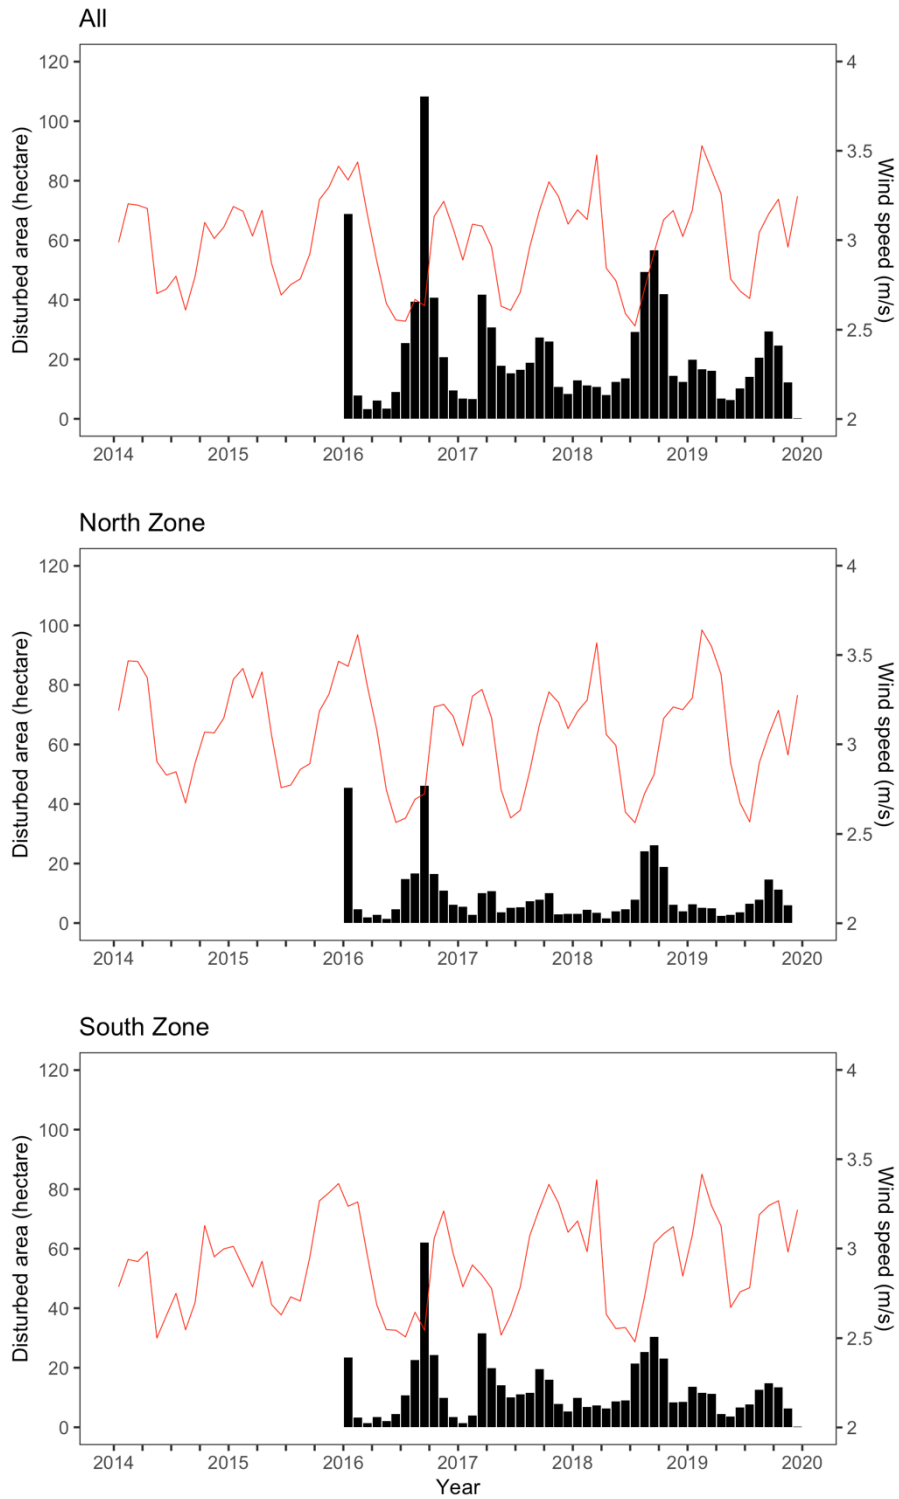 All
120
100
80
60
40
20
0
Disturbed area (hectare)
4
3.5
3
2.5
2
Wind speed (m/s)
2014 2015 2016 2017 2018 2019 2020
North Zone
120
100
80
60
40
20
0
Disturbed area (hectare)
4
3.5
3
2.5
2
Wind speed (m/s)
2014 2015 2016 2017 2018 2019 2020
South Zone
120
100
80
60
40
20
0
Disturbed area (hectare)
4
3.5
3
2.5
2
Wind speed (m/s)
2014 2015 2016 2017 2018 2019 2020
Year